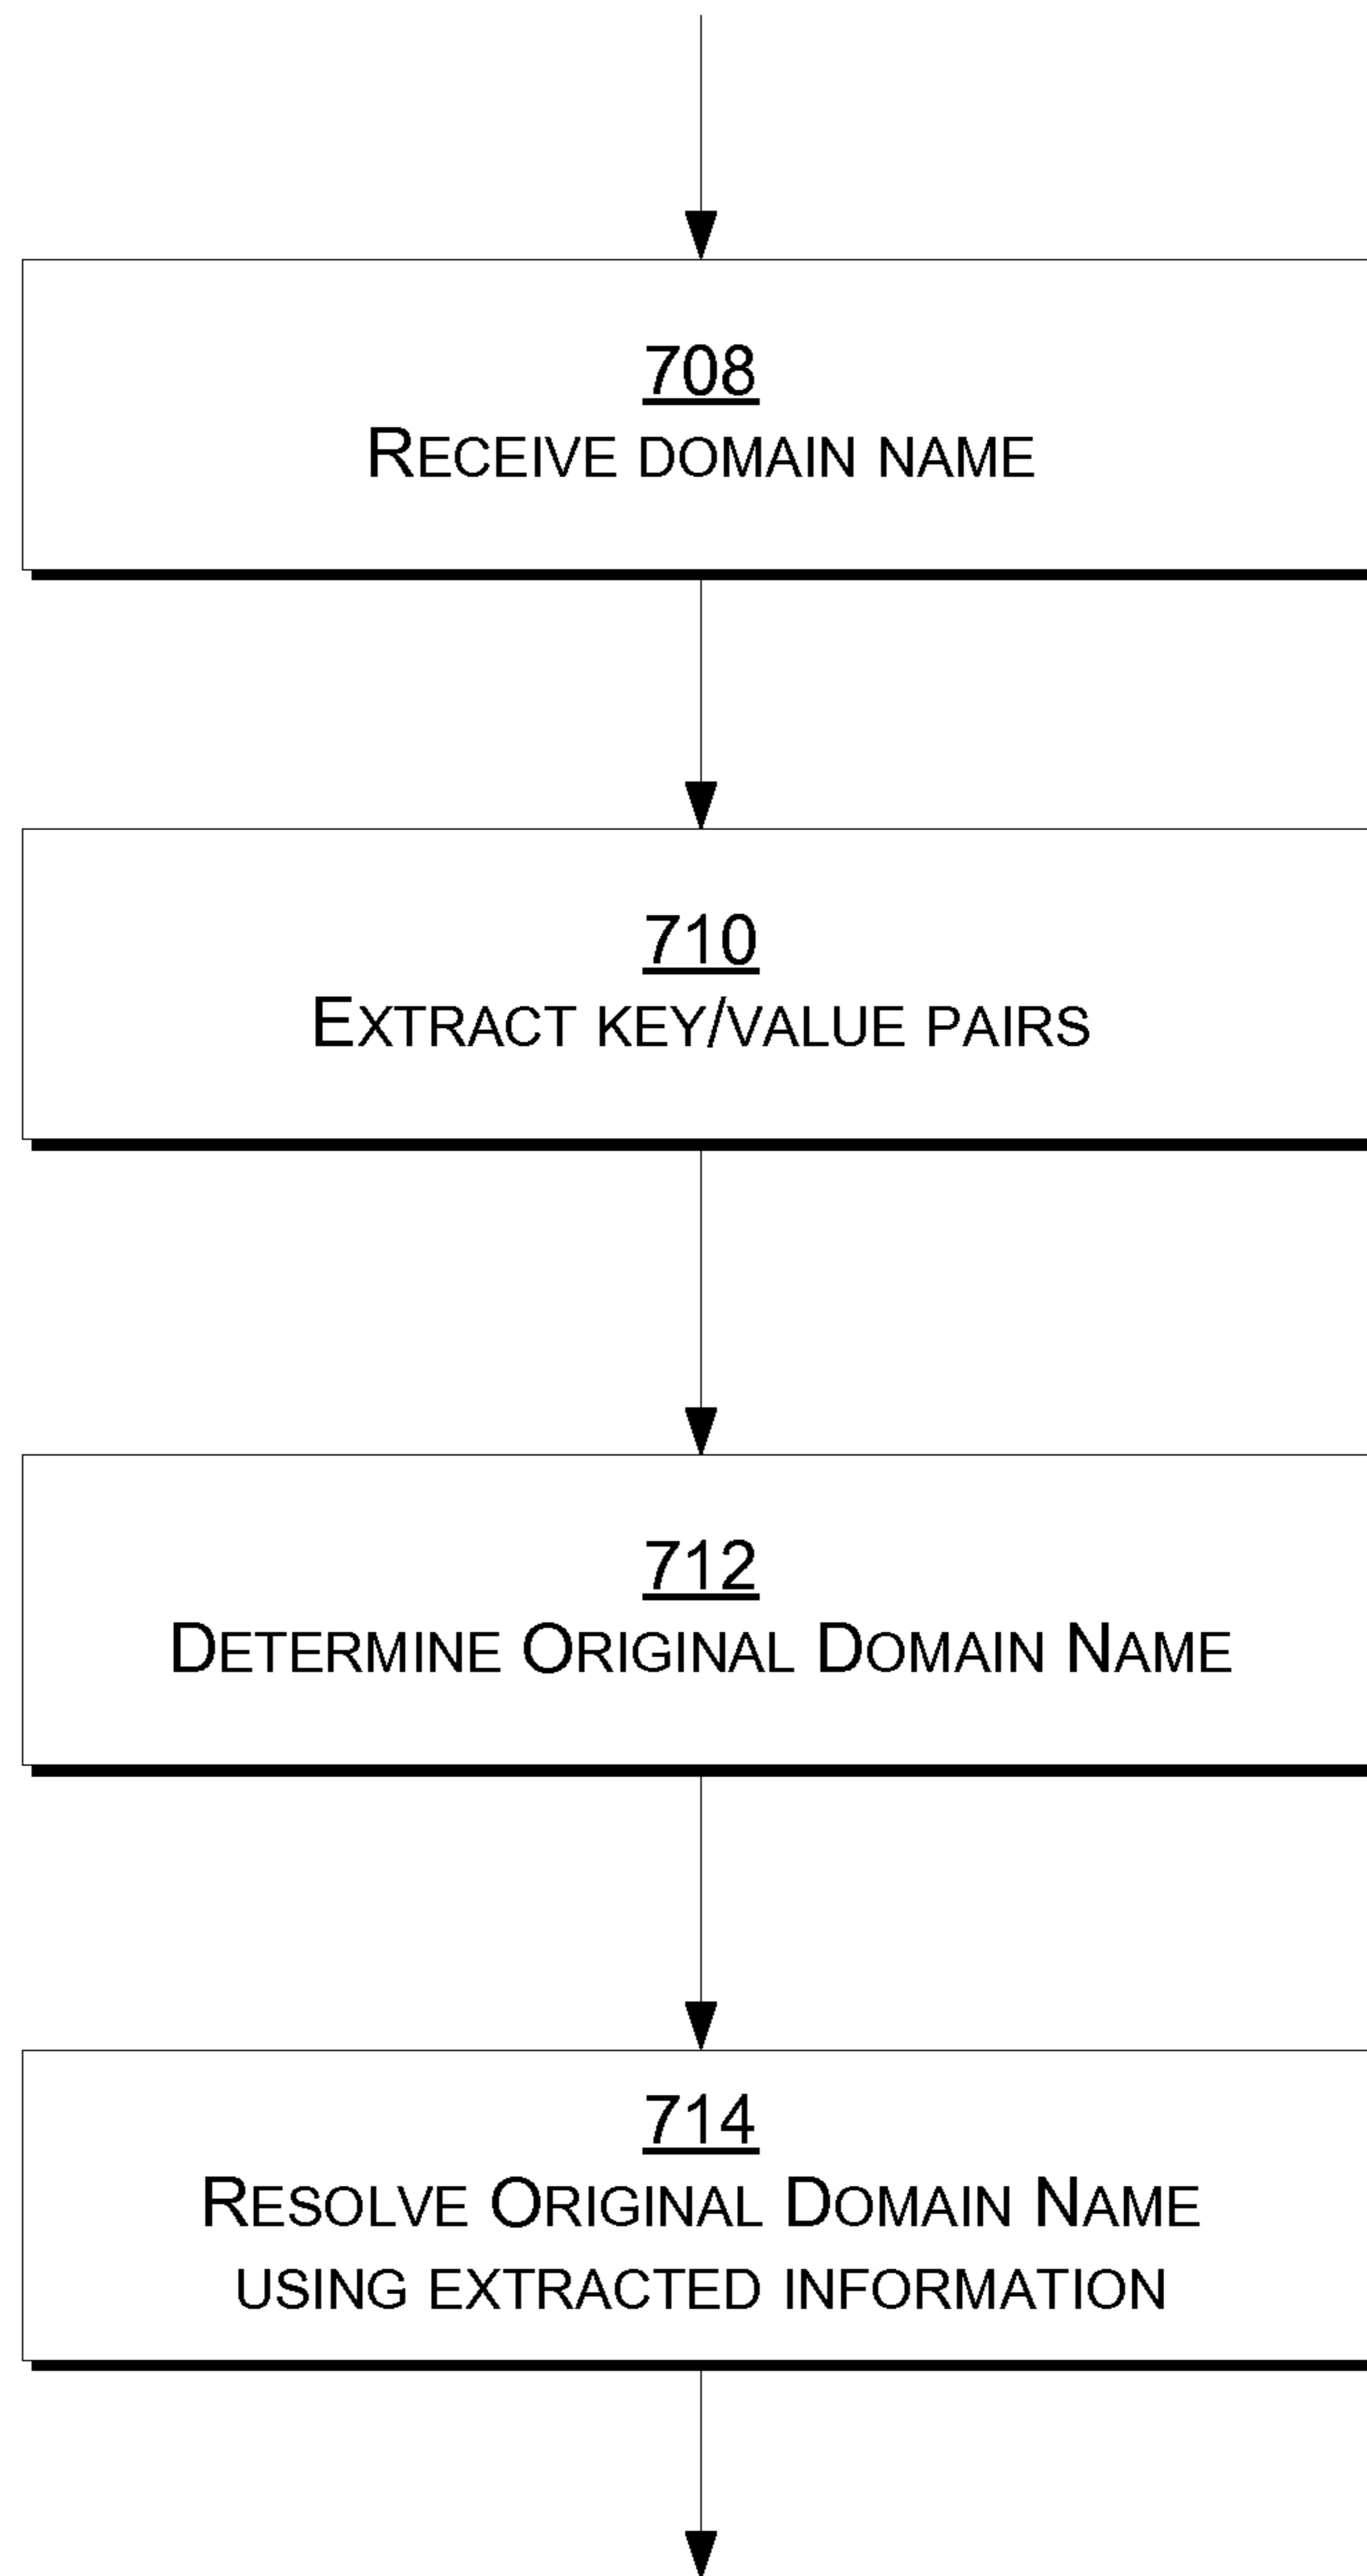 708
RECEIVE DOMAIN NAME
710
EXTRACT KEY/VALUE PAIRS
712
DETERMINE ORIGINAL DOMAIN NAME
714
RESOLVE ORIGINAL DOMAIN NAME
USING EXTRACTED INFORMATION